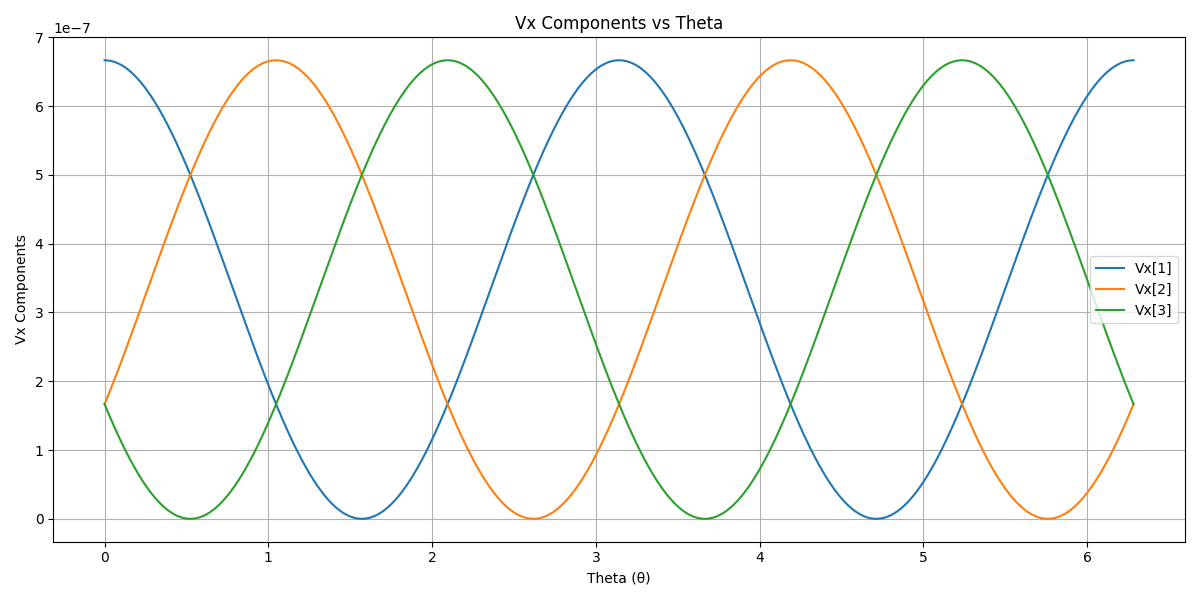 Vx Components vs Theta
1e−7
7
6
5
4
3
2
1
0
Vx Components
Vx[1]
Vx[2]
Vx[3]
0 1 2 3 4 5 6
Theta (θ)